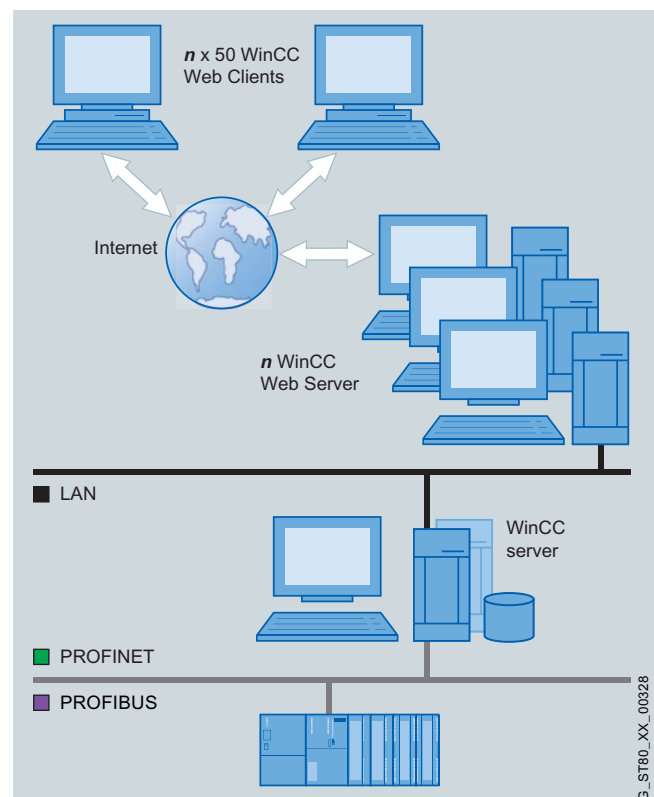 n x 50 WinCC
Web Clients
Internet
n WinCC
Web Server
LAN
WinCC
server
PROFINET
PROFIBUS
G_ST80_XX_00328